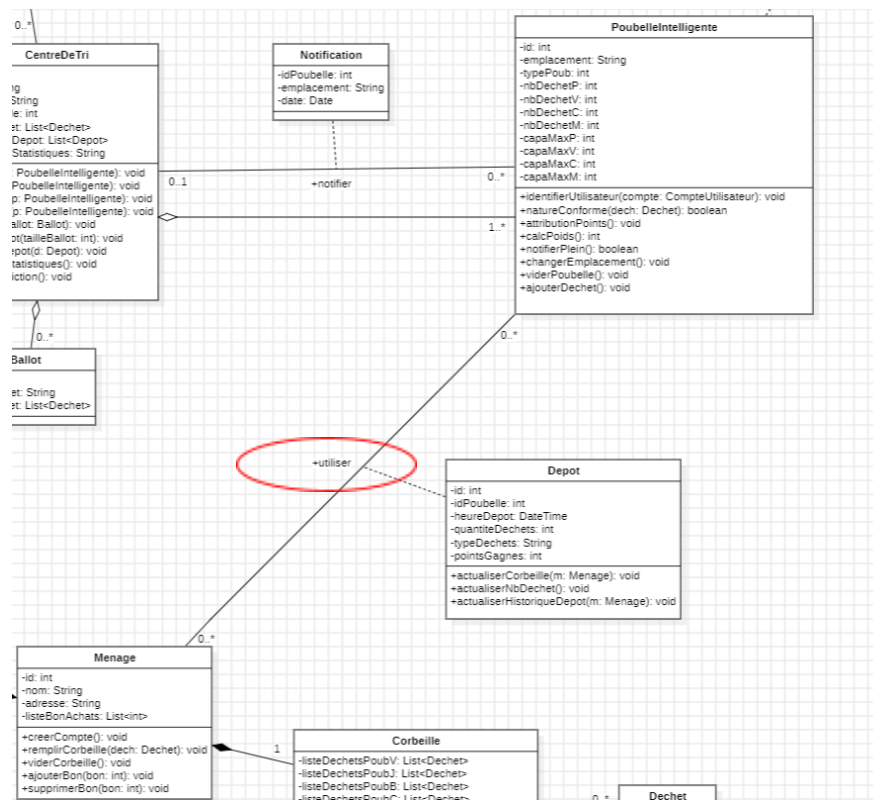 0..*
CentreDeTri
String
et: List<Dechet>
Depot: List<Depot>
Statistiques: String
PoubelleIntelligente): void
PoubelleIntelligente): void
p: PoubelleIntelligente): void
(p: PoubelleIntelligente): void
allot: Ballot): void
ot(tailleBallot: int): void
epot(d: Depot): void
tatistiques(): void
iction(): void
Notification
-idPoubelle: int
-emplacement: String
-date: Date
0..1
+notifier
0..*
1..*
PoubelleIntelligente
-id: int
-emplacement: String
-typePoub: int
-nbDechetP: int
-nbDechetV: int
-nbDechetC: int
-nbDechetM: int
-capaMaxP: int
-capaMaxV: int
-capaMaxC: int
-capaMaxM: int
+identifierUtilisateur(compte: CompteUtilisateur): void
+natureConforme(dech: Dechet): boolean
+attributionPoints(): void
+calcPoids(): int
+notifierPlein(): boolean
+changerEmplacement(): void
+viderPoubelle(): void
+ajouterDechet(): void
0..*
0..*
Ballot
et: String
et: List<Dechet>
+utiliser
Depot
-id: int
-idPoubelle: int
-heureDepot: DateTime
-quantiteDechets: int
-typeDechets: String
-pointsGagnes: int
+actualiserCorbeille(m: Menage): void
+actualiserNbDechet(): void
+actualiserHistoriqueDepot(m: Menage): void
0..*
Menage
-id: int
-nom: String
-adresse: String
-listeBonAchats: List<int>
+creerCompte(): void
+remplirCorbeille(dech: Dechet): void
+viderCorbeille(): void
+ajouterBon(bon: int): void
+supprimerBon(bon: int): void
1
Corbeille
-listeDechetsPoubV: List<Dechet>
-listeDechetsPoubJ: List<Dechet>
-listeDechetsPoubB: List<Dechet>
-listeDechetsPoubC: List<Dechet>
0..*
Dechet